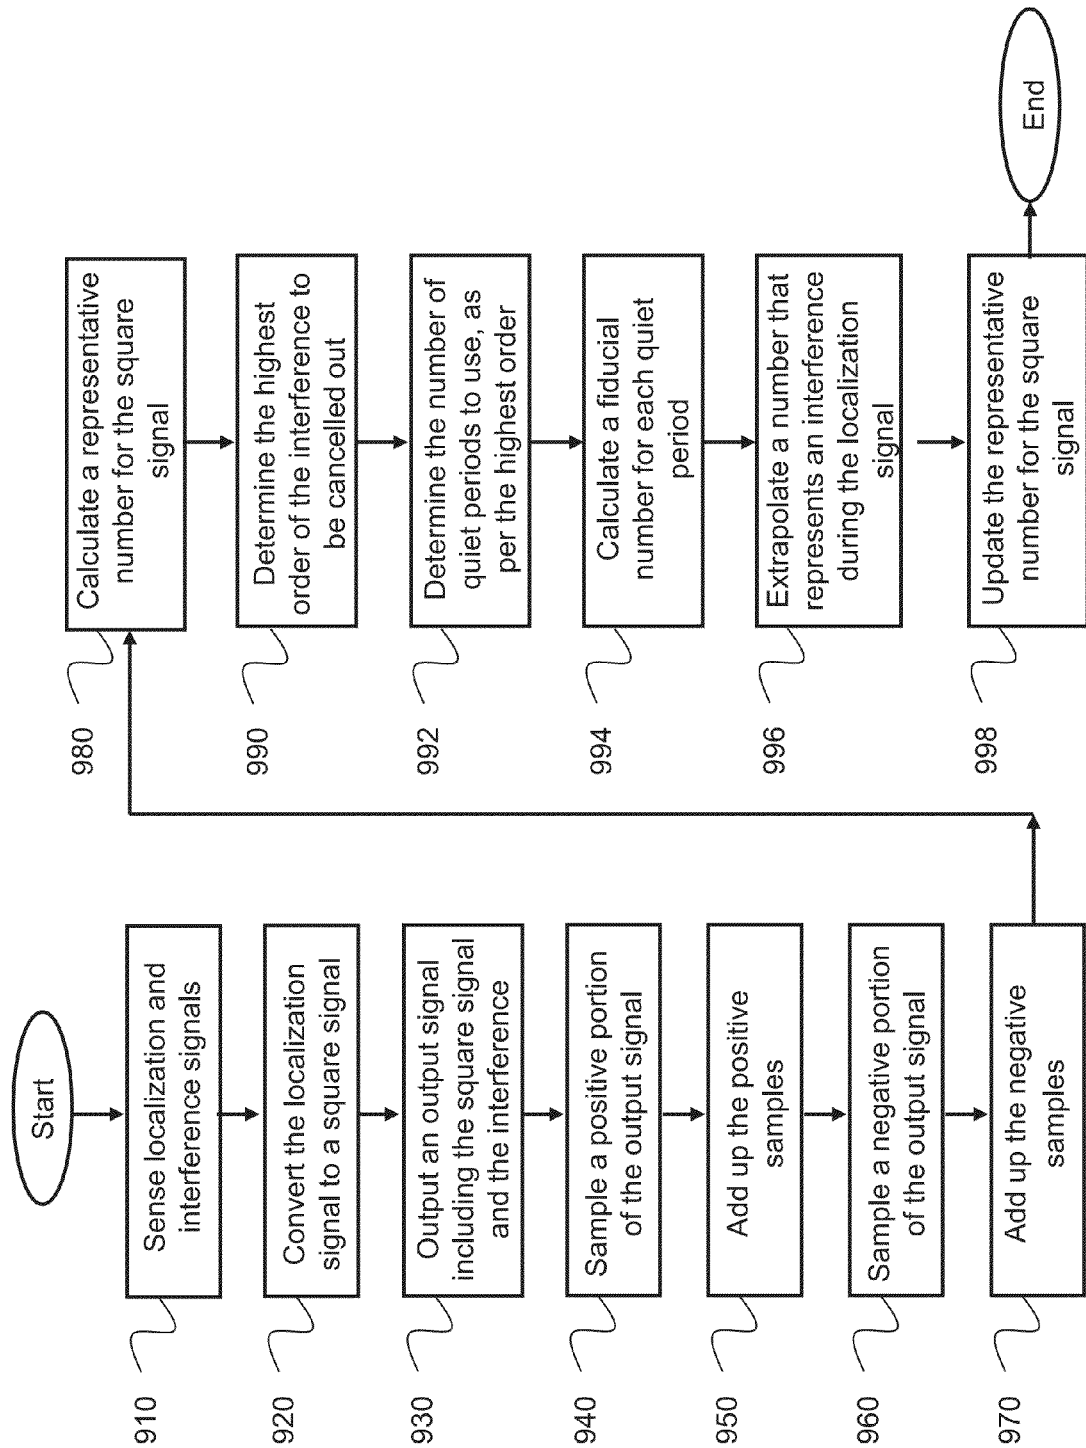 Start
910
Sense localization and
interference signals
920
Convert the localization
signal to a square signal
930
Output an output signal
including the square signal
and the interference
940
Sample a positive portion
of the output signal
950
Add up the positive
samples
960
Sample a negative portion
of the output signal
970
Add up the negative
samples
980
Calculate a representative
number for the square
signal
990
Determine the highest
order of the interference to
be cancelled out
992
Determine the number of
quiet periods to use, as
per the highest order
994
Calculate a fiducial
number for each quiet
period
996
Extrapolate a number that
represents an interference
during the localization
signal
998
Update the representative
number for the square
signal
End